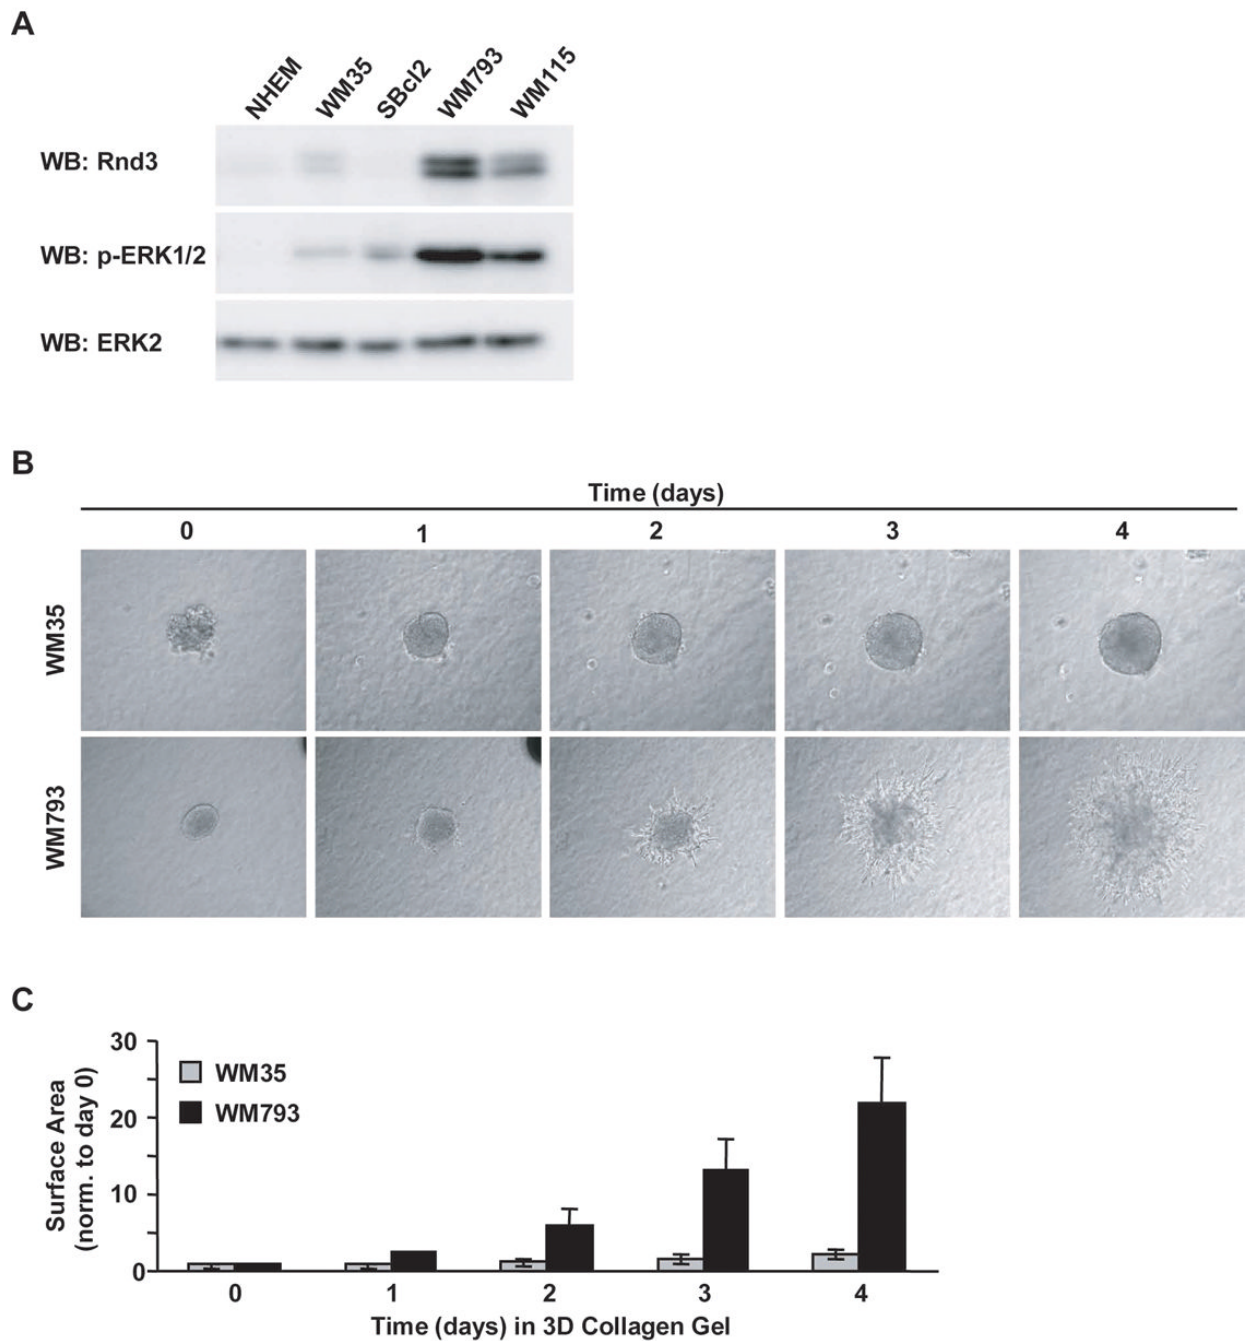 A
NHEM WM35 SBcl2 WM793 WM115
WB: Rnd3
WB: p-ERK1/2
WB: ERK2
B
Time (days)
0 1 2 3 4
WM35
WM793
C
Surface Area
(norm. to day 0)
30
20
10
0
WM35
WM793
0 1 2 3 4
Time (days) in 3D Collagen Gel